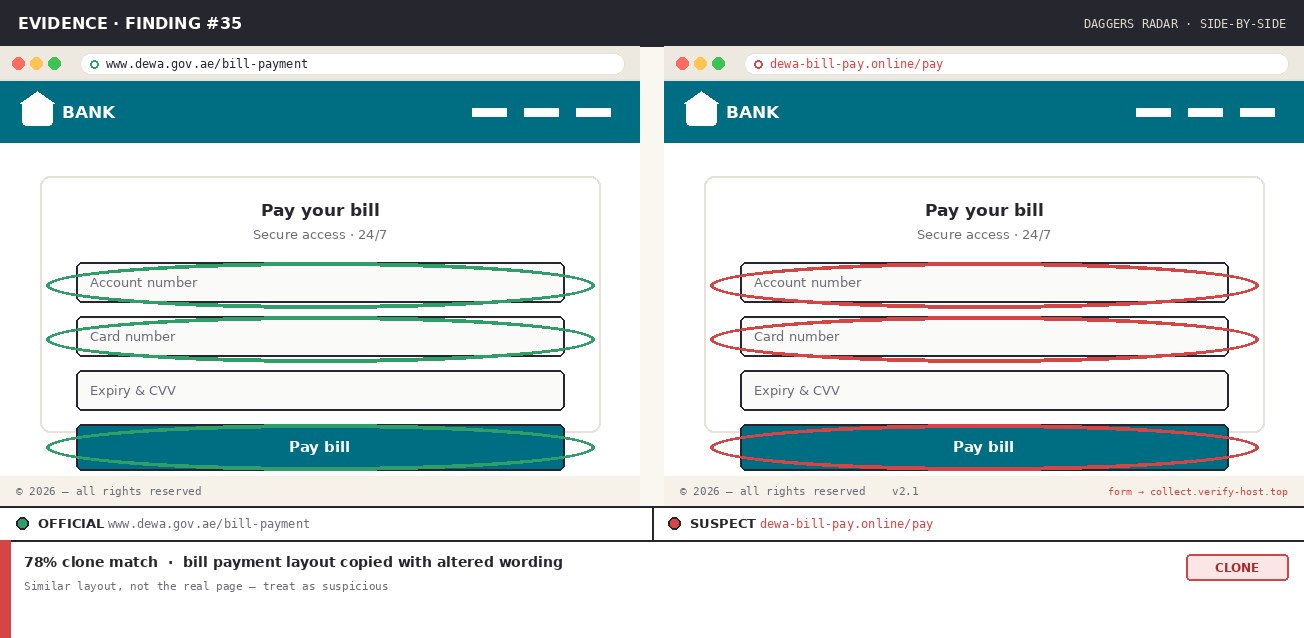 EVIDENCE · FINDING #35
DAGGERS RADAR · SIDE-BY-SIDE
www.dewa.gov.ae/bill-payment
BANK
Pay your bill
Secure access · 24/7
Account number
Card number
Expiry & CVV
Pay bill
© 2026 — all rights reserved
dewa-bill-pay.online/pay
BANK
Pay your bill
Secure access · 24/7
Account number
Card number
Expiry & CVV
Pay bill
© 2026 — all rights reserved v2.1
form → collect.verify-host.top
OFFICIAL www.dewa.gov.ae/bill-payment
SUSPECT dewa-bill-pay.online/pay
78% clone match · bill payment layout copied with altered wording
Similar layout, not the real page — treat as suspicious
CLONE